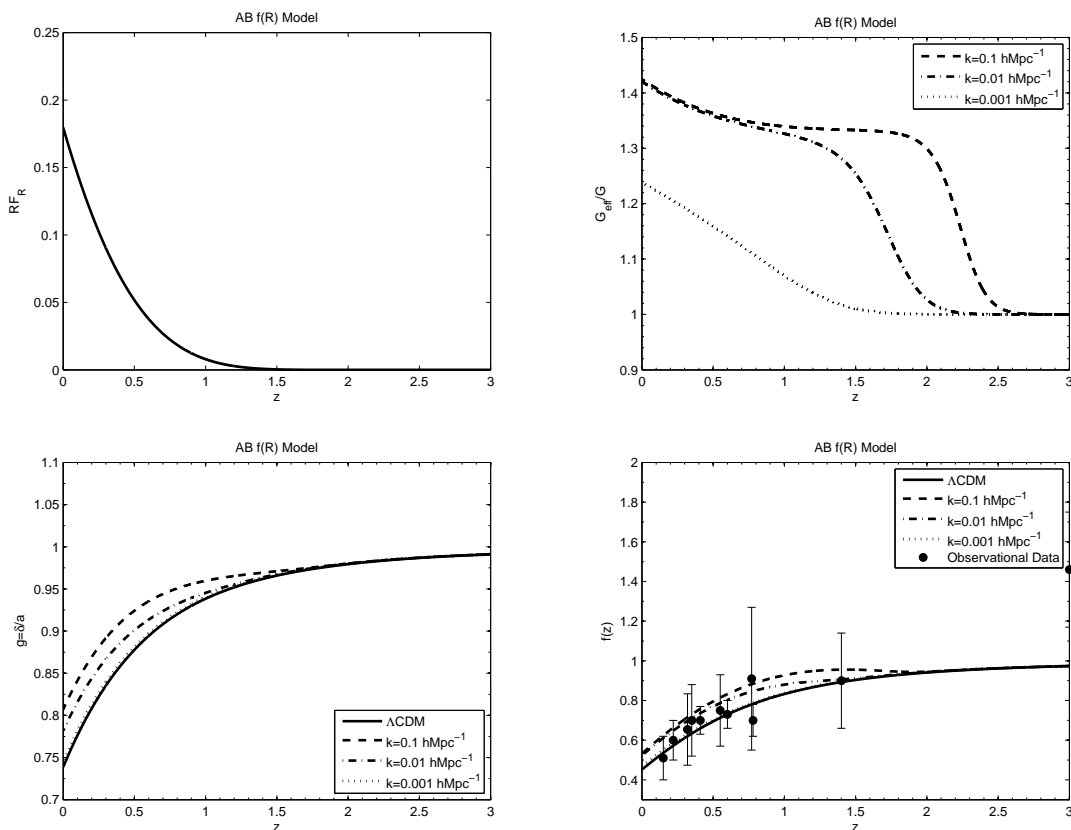 AB f(R) Model
0.25
0.2
0.15
0.1
0.05
0
RF_R
0 0.5 1 1.5 2 2.5 3
z
AB f(R) Model
1.5
1.4
1.3
1.2
1.1
1
0.9
G_eff/G
k=0.1 hMpc⁻¹
k=0.01 hMpc⁻¹
k=0.001 hMpc⁻¹
0 0.5 1 1.5 2 2.5 3
z
AB f(R) Model
1.1
1.05
1
0.95
0.9
0.85
0.8
0.75
0.7
g=δ/a
ΛCDM
k=0.1 hMpc⁻¹
k=0.01 hMpc⁻¹
k=0.001 hMpc⁻¹
0 0.5 1 1.5 2 2.5 3
z
AB f(R) Model
2
1.8
1.6
1.4
1.2
1
0.8
0.6
0.4
f(z)
ΛCDM
k=0.1 hMpc⁻¹
k=0.01 hMpc⁻¹
k=0.001 hMpc⁻¹
Observational Data
0 0.5 1 1.5 2 2.5 3
z